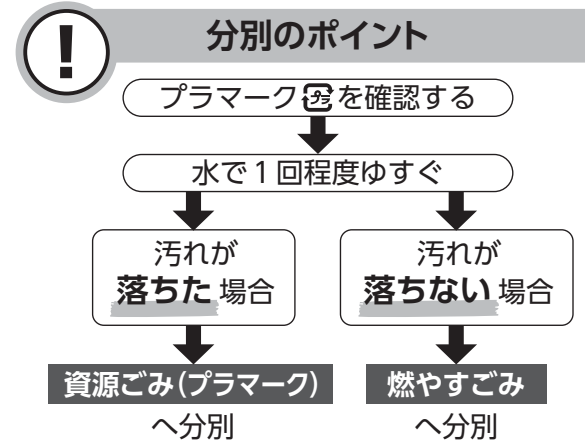 !
分別のポイント
プラマークプラを確認する
水で1回程度ゆすぐ
汚れが
落ちた場合
汚れが
落ちない場合
資源ごみ(プラマーク)
へ分別
燃やすごみ
へ分別